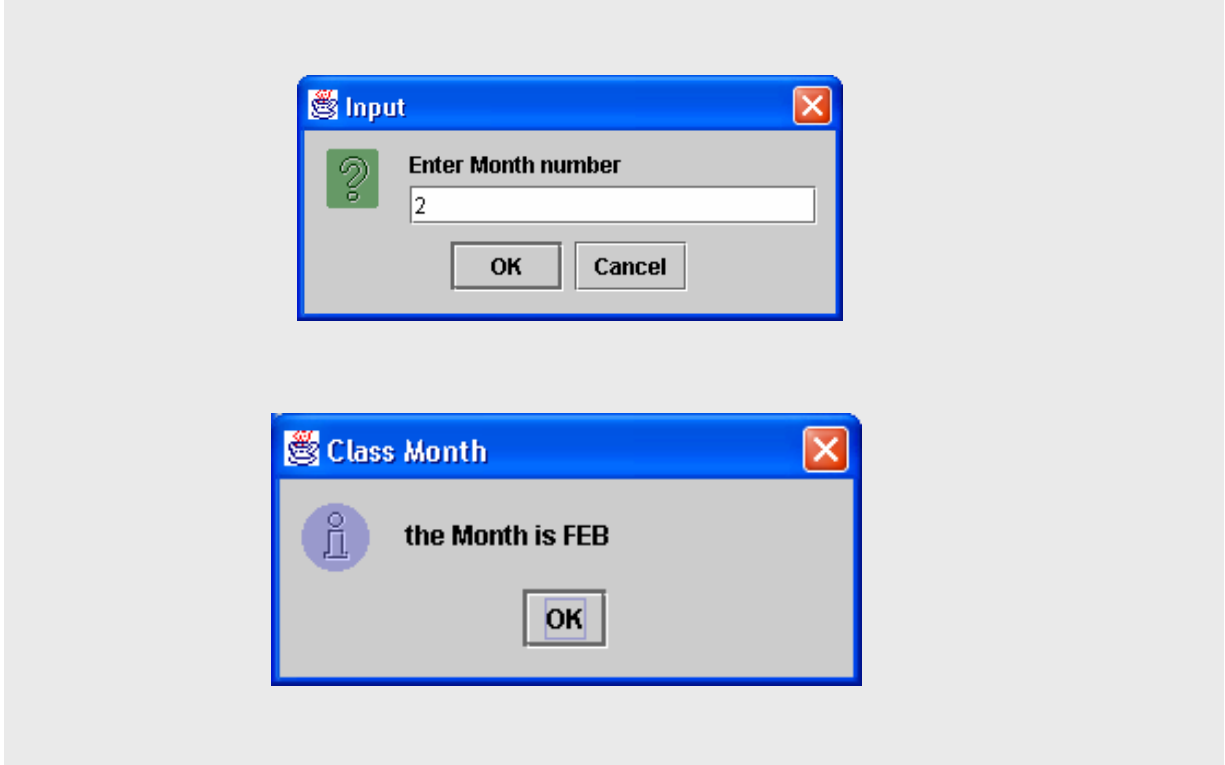 Input
Enter Month number
2
OK Cancel
Class Month
the Month is FEB
OK